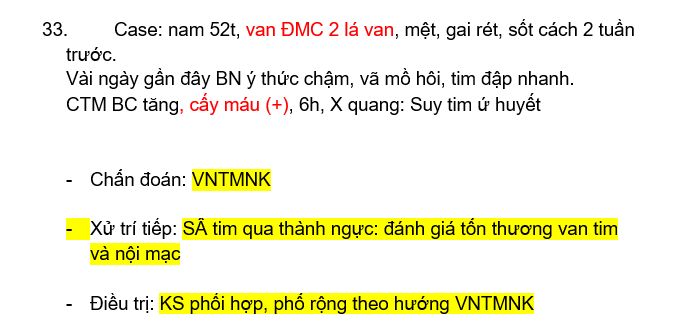 33. Case: nam 52t, van ĐMC 2 lá van, mệt, gai rét, sốt cách 2 tuần
trước.
Vài ngày gần đây BN ý thức chậm, vã mồ hôi, tim đập nhanh.
CTM BC tăng, cấy máu (+), 6h, X quang: Suy tim ứ huyết
- Chẩn đoán: VNTMNK
- Xử trí tiếp: SÂ tim qua thành ngực: đánh giá tổn thương van tim
và nội mạc
- Điều trị: KS phối hợp, phổ rộng theo hướng VNTMNK